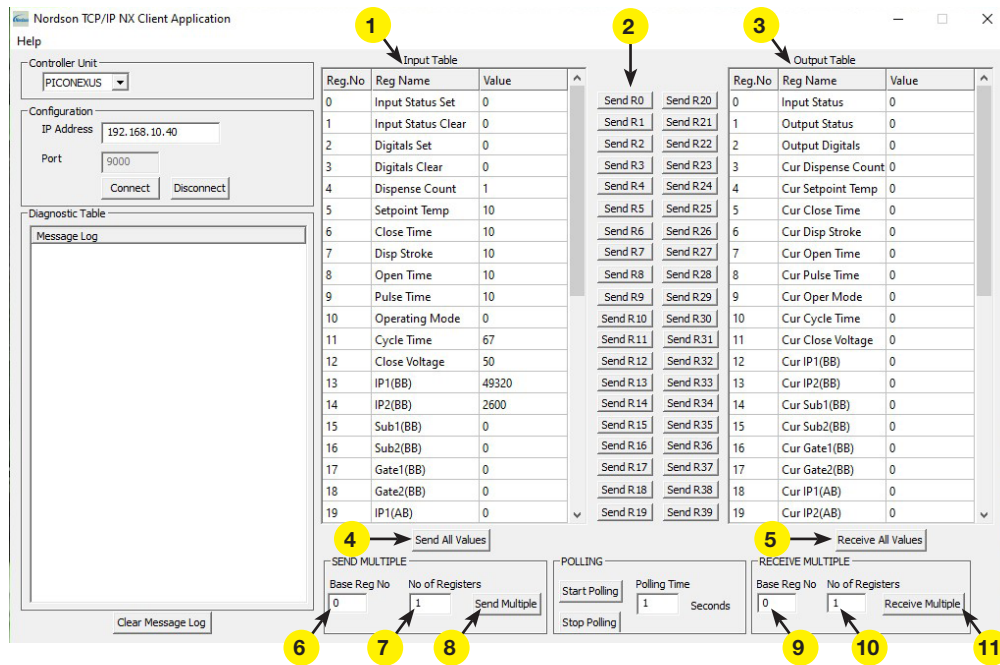 Nordson TCP/IP NX Client Application
Help
1
2
3
Controller Unit
PICONEXUS
Configuration
IP Address 192.168.10.40
Port 9000
Connect Disconnect
Diagnostic Table
Message Log
Clear Message Log
Input Table
Reg.No Reg Name Value
0 Input Status Set 0
1 Input Status Clear 0
2 Digitals Set 0
3 Digitals Clear 0
4 Dispense Count 1
5 Setpoint Temp 10
6 Close Time 10
7 Disp Stroke 10
8 Open Time 10
9 Pulse Time 10
10 Operating Mode 0
11 Cycle Time 67
12 Close Voltage 50
13 IP1(BB) 49320
14 IP2(BB) 2600
15 Sub1(BB) 0
16 Sub2(BB) 0
17 Gate1(BB) 0
18 Gate2(BB) 0
19 IP1(AB) 0
Send R0 Send R20
Send R1 Send R21
Send R2 Send R22
Send R3 Send R23
Send R4 Send R24
Send R5 Send R25
Send R6 Send R26
Send R7 Send R27
Send R8 Send R28
Send R9 Send R29
Send R10 Send R30
Send R11 Send R31
Send R12 Send R32
Send R13 Send R33
Send R14 Send R34
Send R15 Send R35
Send R16 Send R36
Send R17 Send R37
Send R18 Send R38
Send R19 Send R39
Output Table
Reg.No Reg Name Value
0 Input Status 0
1 Output Status 0
2 Output Digitals 0
3 Cur Dispense Count 0
4 Cur Setpoint Temp 0
5 Cur Close Time 0
6 Cur Disp Stroke 0
7 Cur Open Time 0
8 Cur Pulse Time 0
9 Cur Oper Mode 0
10 Cur Cycle Time 0
11 Cur Close Voltage 0
12 Cur IP1(BB) 0
13 Cur IP2(BB) 0
14 Cur Sub1(BB) 0
15 Cur Sub2(BB) 0
16 Cur Gate1(BB) 0
17 Cur Gate2(BB) 0
18 Cur IP1(AB) 0
19 Cur IP2(AB) 0
4 Send All Values
5 Receive All Values
SEND MULTIPLE
Base Reg No No of Registers
0 1 Send Multiple
POLLING
Start Polling Polling Time
1 Seconds
Stop Polling
RECEIVE MULTIPLE
Base Reg No No of Registers
0 1 Receive Multiple
6 7 8 9 10 11